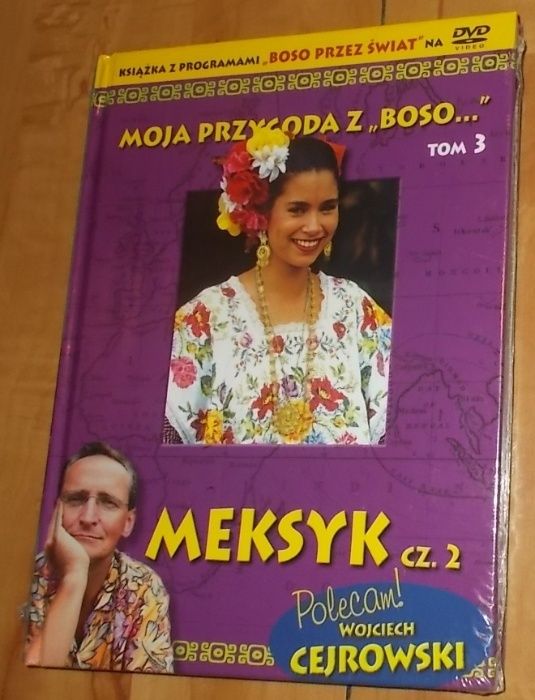 KSIĄŻKA Z PROGRAMAMI „BOSO PRZEZ ŚWIAT” NA DVD VIDEO
MOJA PRZYGODA Z „BOSO...”
TOM 3
MEKSYK CZ. 2
Polecam!
WOJCIECH
CEJROWSKI